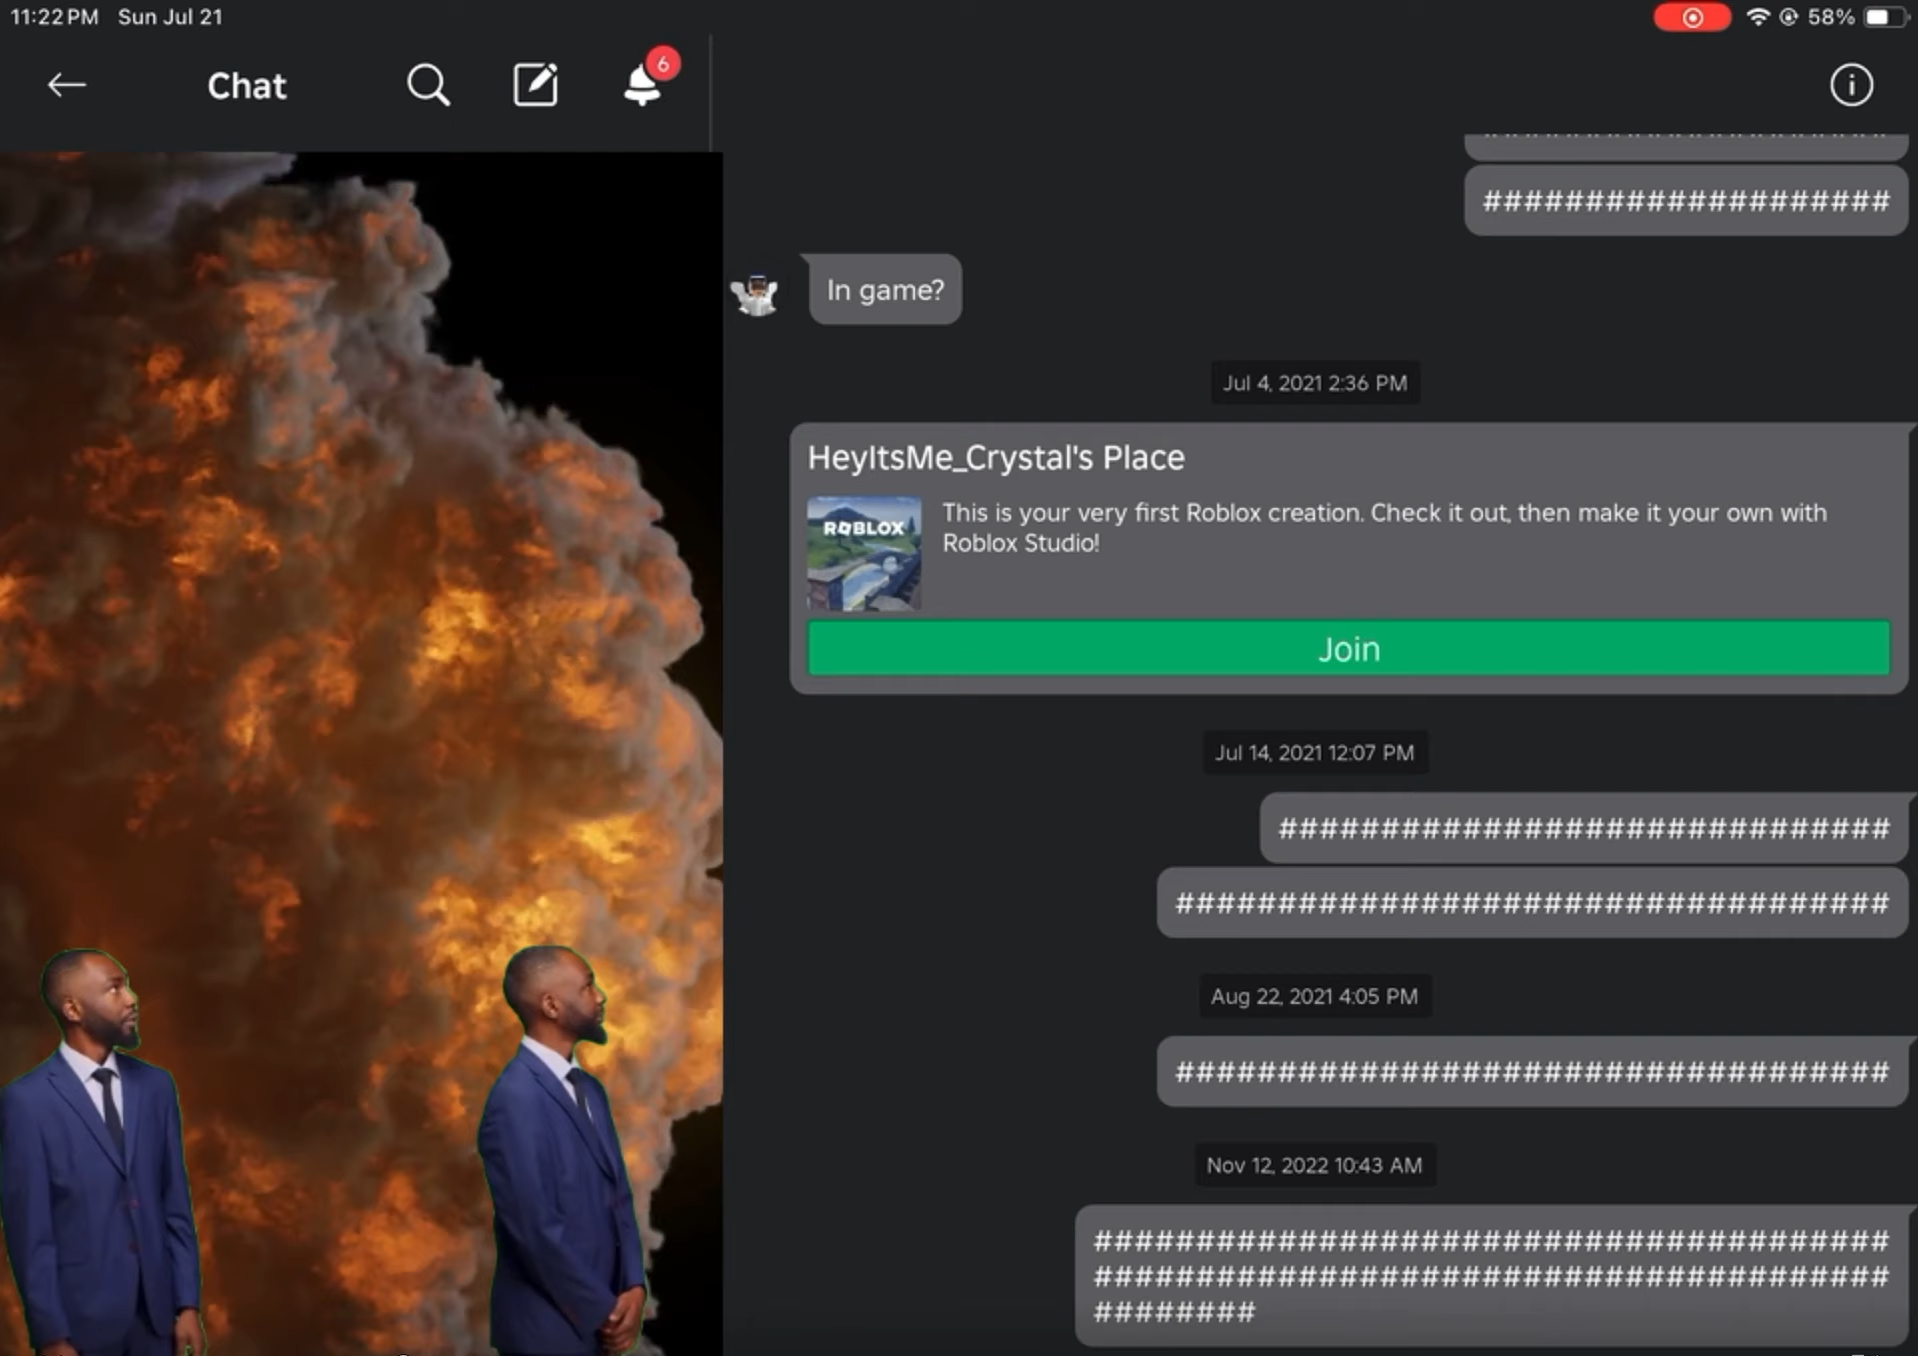 11:22 PM Sun Jul 21
58%
Chat
6
####################
In game?
Jul 4, 2021 2:36 PM
HeyItsMe_Crystal's Place
ROBLOX
This is your very first Roblox creation. Check it out, then make it your own with
Roblox Studio!
Join
Jul 14, 2021 12:07 PM
##############################
###################################
Aug 22, 2021 4:05 PM
###################################
Nov 12, 2022 10:43 AM
#######################################
#######################################
########